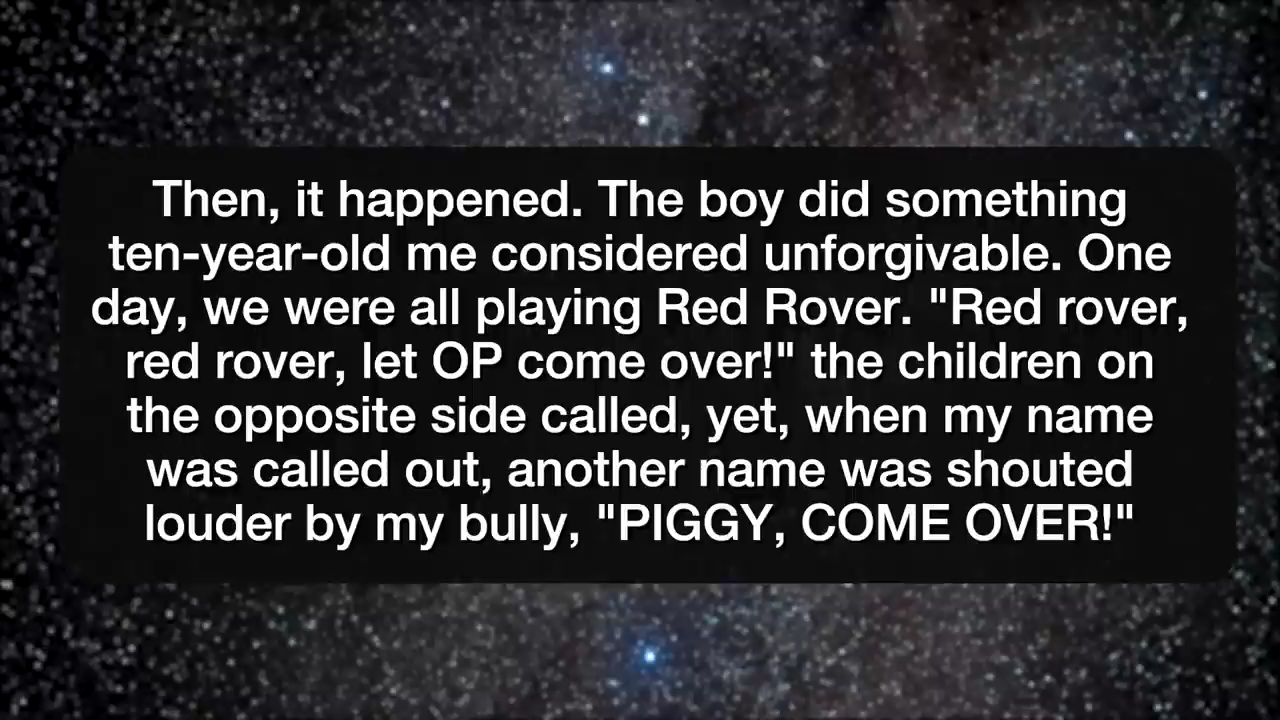 Then, it happened. The boy did something
ten-year-old me considered unforgivable. One
day, we were all playing Red Rover. "Red rover,
red rover, let OP come over!" the children on
the opposite side called, yet, when my name
was called out, another name was shouted
louder by my bully, "PIGGY, COME OVER!"